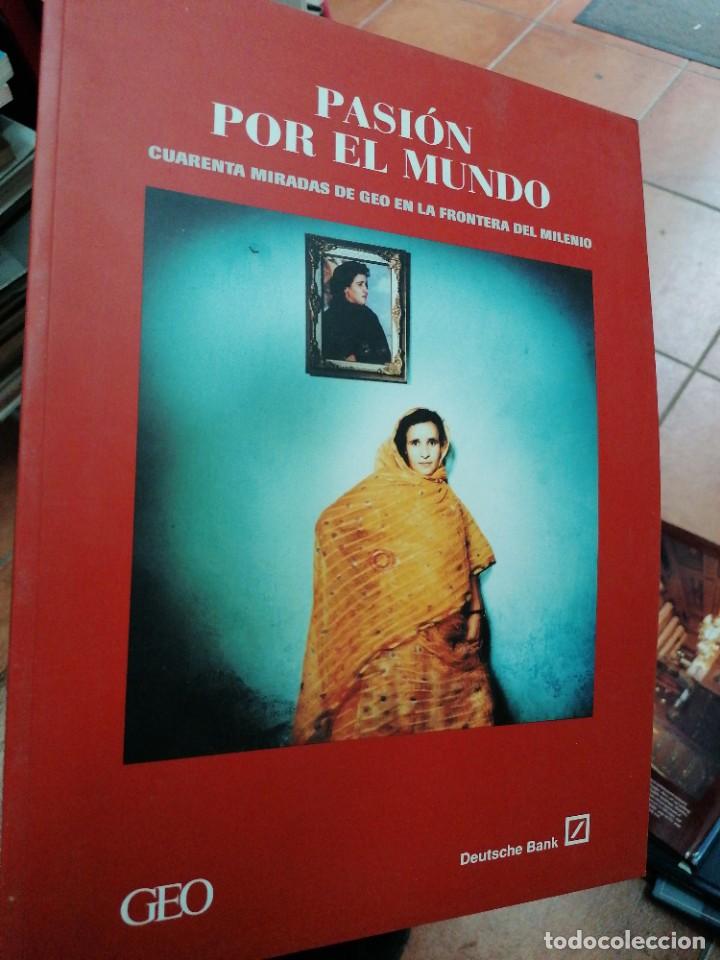 PASIÓN
POR EL MUNDO
CUARENTA MIRADAS DE GEO EN LA FRONTERA DEL MILENIO
Deutsche Bank
GEO
todocoleccion